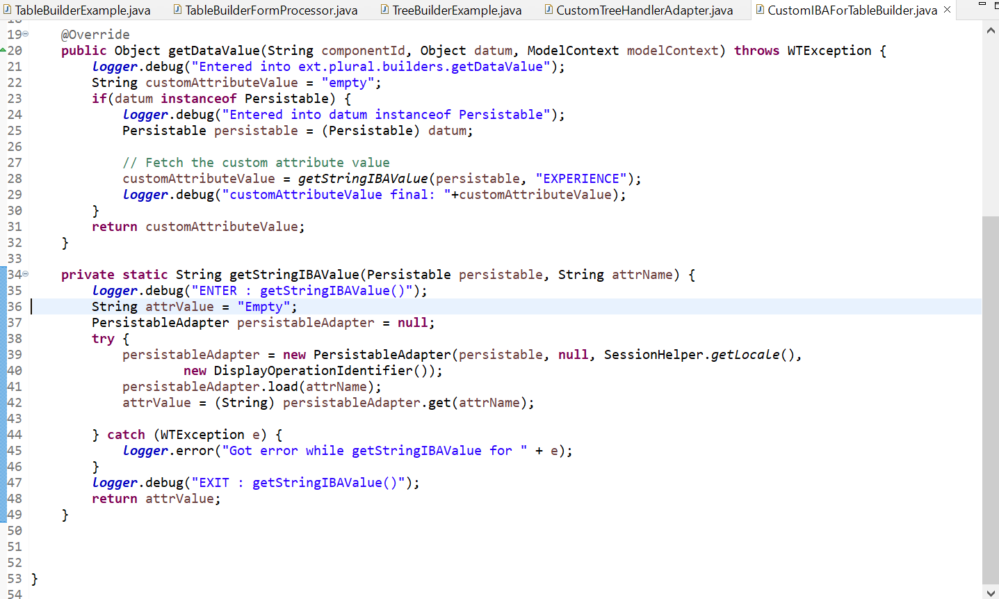 TableBuilderExample.java TableBuilderFormProcessor.java TreeBuilderExample.java CustomTreeHandlerAdapter.java CustomIBAForTableBuilder.java
18
19 @Override
20 public Object getDataValue(String componentId, Object datum, ModelContext modelContext) throws WTException {
21 logger.debug("Entered into ext.plural.builders.getDataValue");
22 String customAttributeValue = "empty";
23 if(datum instanceof Persistable) {
24 logger.debug("Entered into datum instanceof Persistable");
25 Persistable persistable = (Persistable) datum;
26
27 // Fetch the custom attribute value
28 customAttributeValue = getStringIBAValue(persistable, "EXPERIENCE");
29 logger.debug("customAttributeValue final: "+customAttributeValue);
30 }
31 return customAttributeValue;
32 }
33
34 private static String getStringIBAValue(Persistable persistable, String attrName) {
35 logger.debug("ENTER : getStringIBAValue()");
36 String attrValue = "Empty";
37 PersistableAdapter persistableAdapter = null;
38 try {
39 persistableAdapter = new PersistableAdapter(persistable, null, SessionHelper.getLocale(),
40 new DisplayOperationIdentifier());
41 persistableAdapter.load(attrName);
42 attrValue = (String) persistableAdapter.get(attrName);
43
44 } catch (WTException e) {
45 logger.error("Got error while getStringIBAValue for " + e);
46 }
47 logger.debug("EXIT : getStringIBAValue()");
48 return attrValue;
49 }
50
51
52
53 }
54